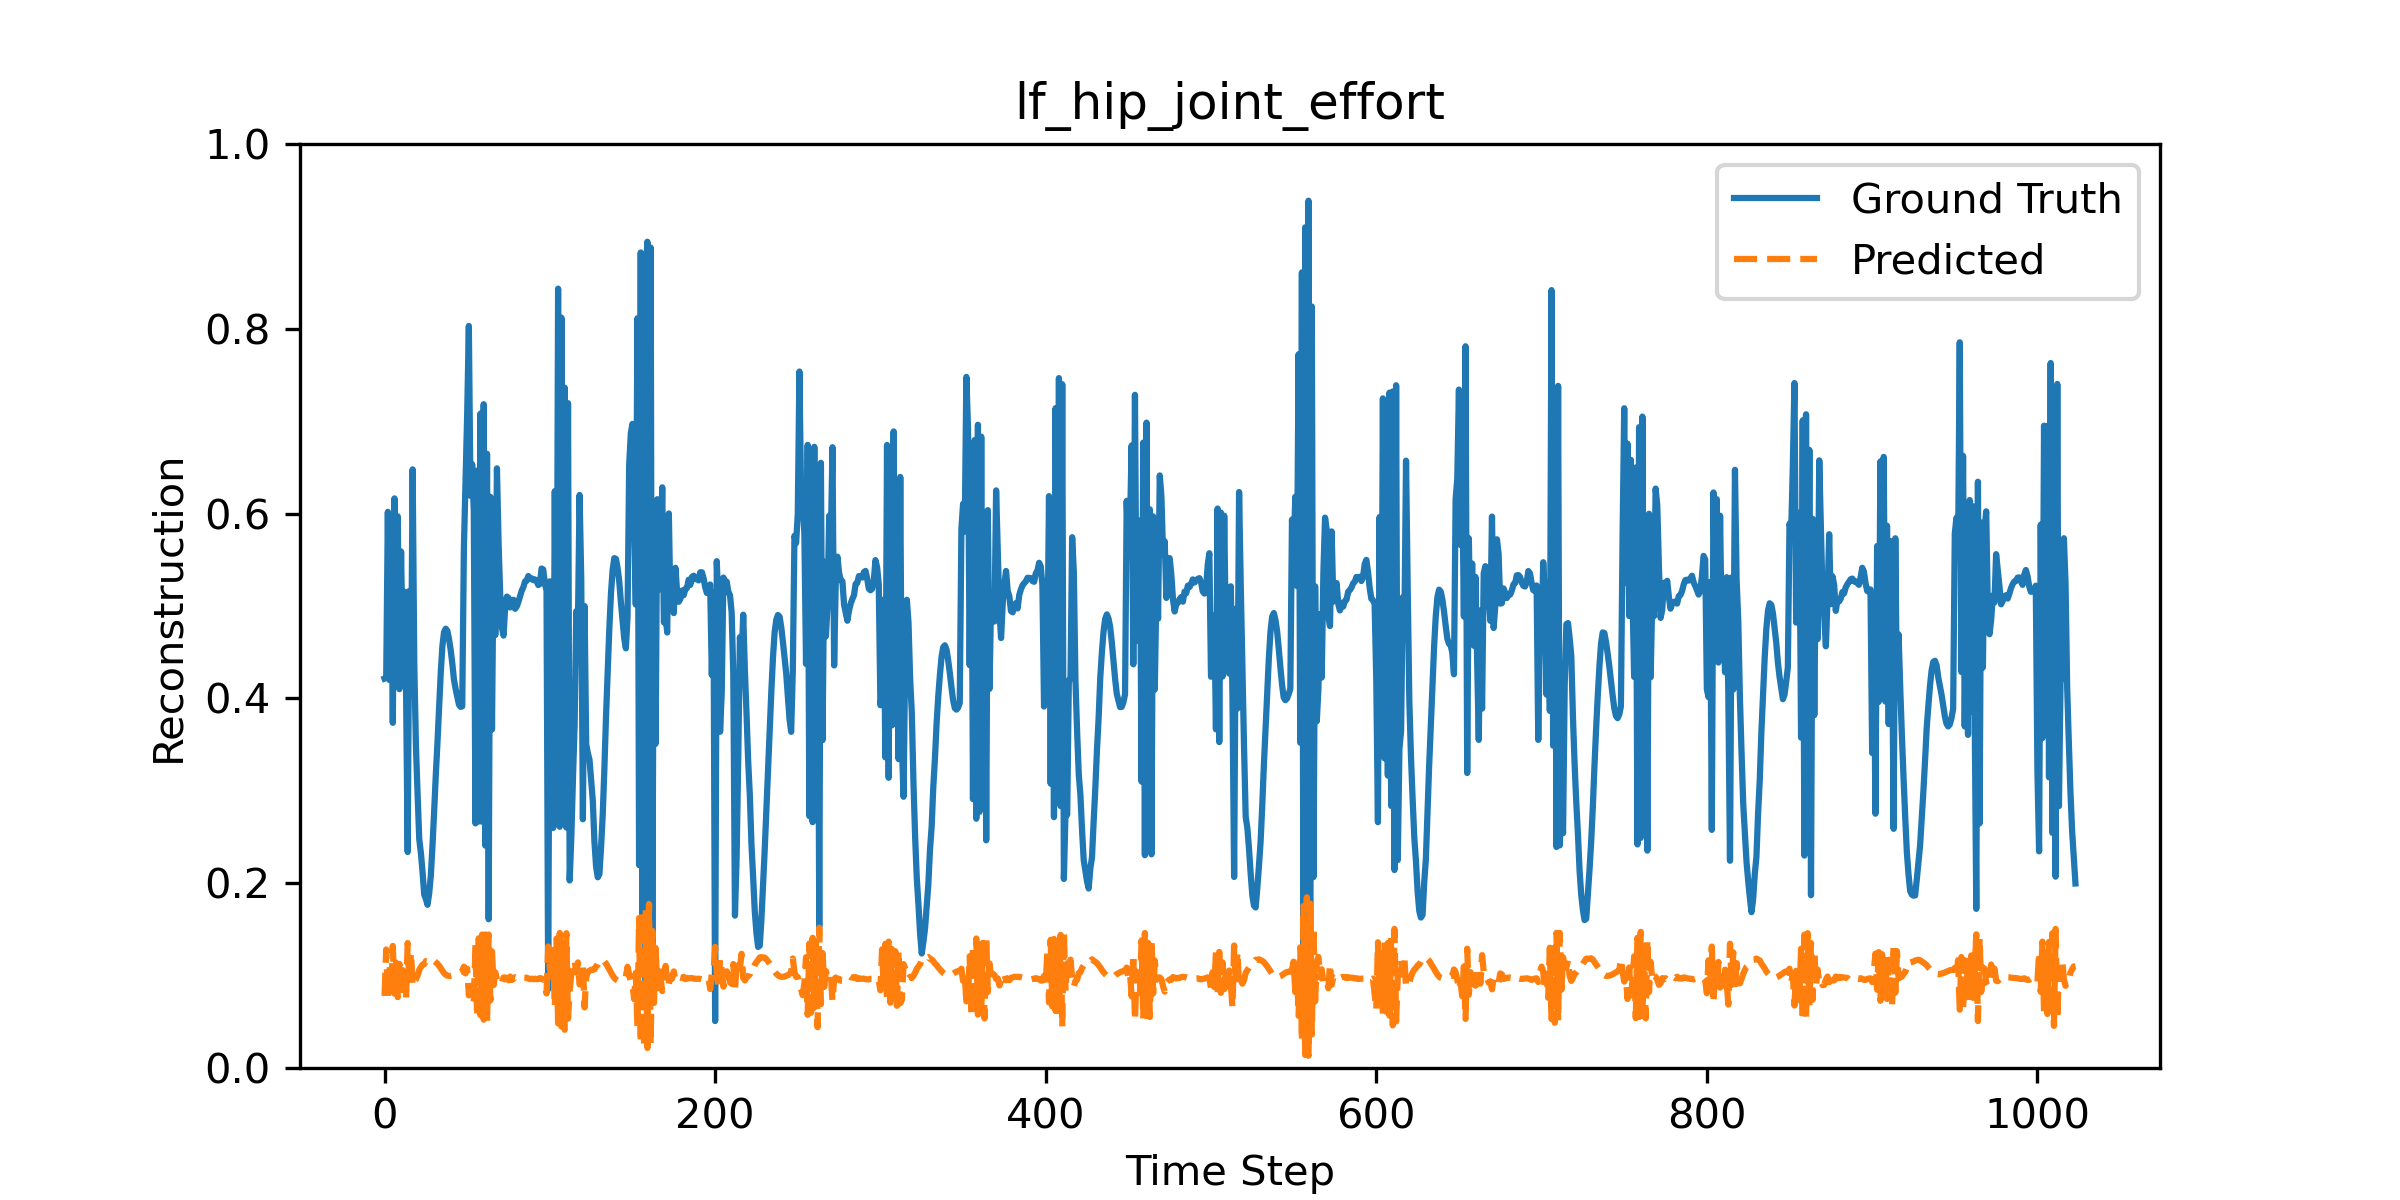 lf_hip_joint_effort
1.0
0.8
0.6
0.4
0.2
0.0
Reconstruction
Ground Truth
Predicted
0 200 400 600 800 1000
Time Step